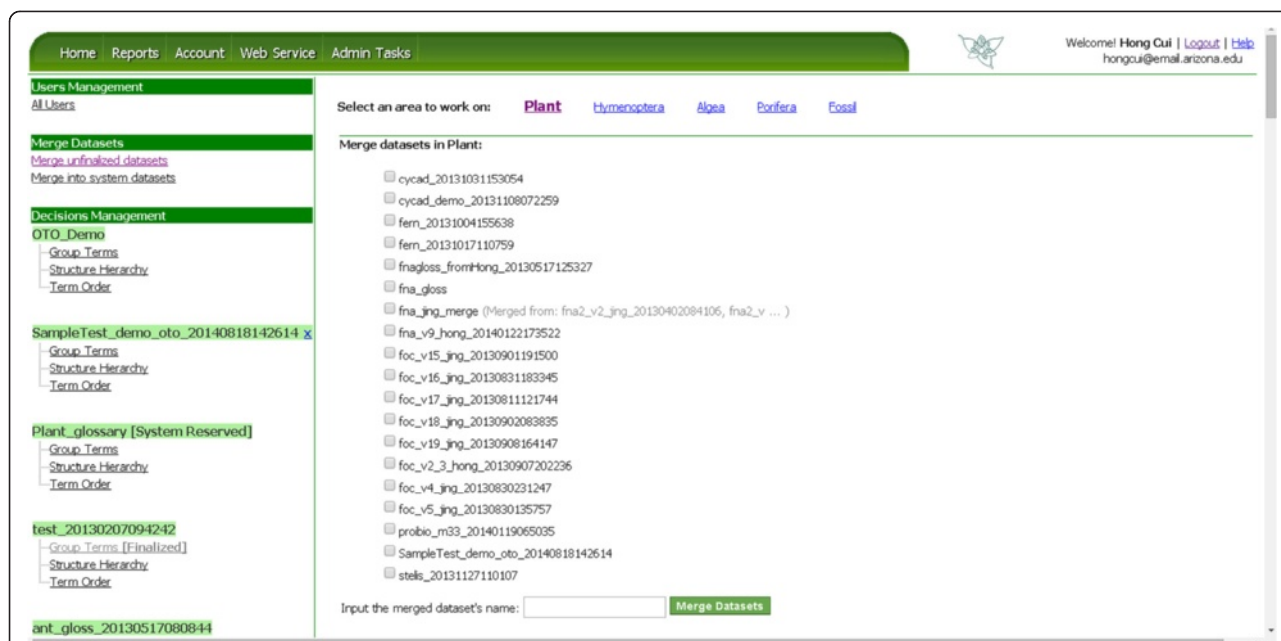 Home Reports Account Web Service Admin Tasks
Welcome! Hong Cui | Logout | Help
hongcui@email.arizona.edu
Users Management
All Users
Merge Datasets
Merge unfinalized datasets
Merge into system datasets
Decisions Management
OTO_Demo
Group Terms
Structure Hierarchy
Term Order
SampleTest_demo_oto_20140818142614 x
Group Terms
Structure Hierarchy
Term Order
Plant_glossary [System Reserved]
Group Terms
Structure Hierarchy
Term Order
test_20130207094242
Group Terms [Finalized]
Structure Hierarchy
Term Order
ant_gloss_20130517080844
Select an area to work on: Plant Hymenoptera Algea Porifera Fossil
Merge datasets in Plant:
cycad_20131031153054
cycad_demo_20131108072259
fern_20131004155638
fern_20131017110759
fnagloss_fromHong_20130517125327
fna_gloss
fna_jing_merge (Merged from: fna2_v2_jing_20130402084106, fna2_v ... )
fna_v9_hong_20140122173522
foc_v15_jing_20130901191500
foc_v16_jing_20130831183345
foc_v17_jing_20130811121744
foc_v18_jing_20130902083835
foc_v19_jing_20130908164147
foc_v2_3_hong_20130907202236
foc_v4_jing_20130830231247
foc_v5_jing_20130830135757
probio_m33_20140119065035
SampleTest_demo_oto_20140818142614
stelis_20131127110107
Input the merged dataset's name: Merge Datasets